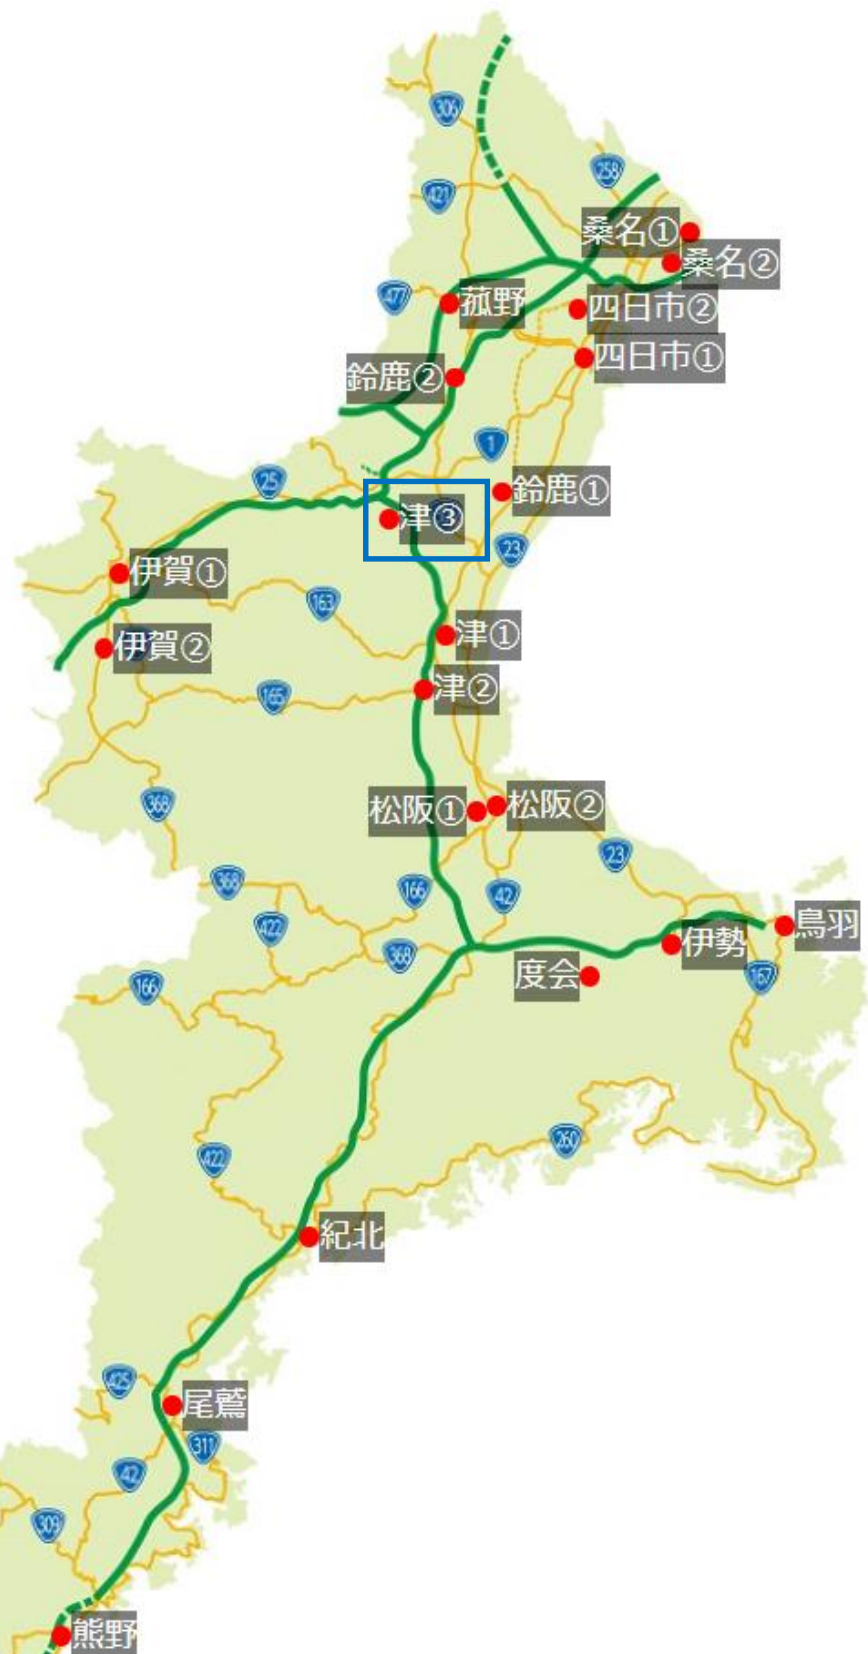 306
258
421
桑名①
桑名②
477
菰野
四日市②
四日市①
鈴鹿②
1
25
鈴鹿①
津③
23
伊賀①
163
津①
伊賀②
165
津②
368
松阪①
松阪②
23
368
166
42
422
鳥羽
伊勢
368
度会
167
166
260
422
紀北
425
尾鷲
311
42
309
熊野